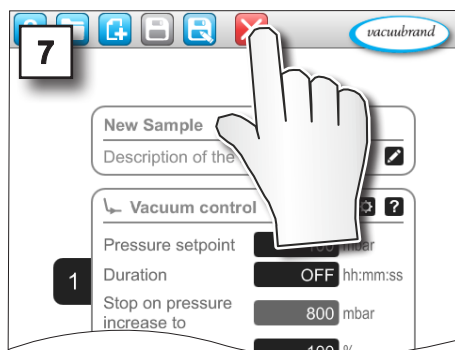 7
vacuubrand
New Sample
Description of the
Vacuum control
?
Pressure setpoint
mbar
1
Duration OFF hh:mm:ss
Stop on pressure
increase to 800 mbar
%